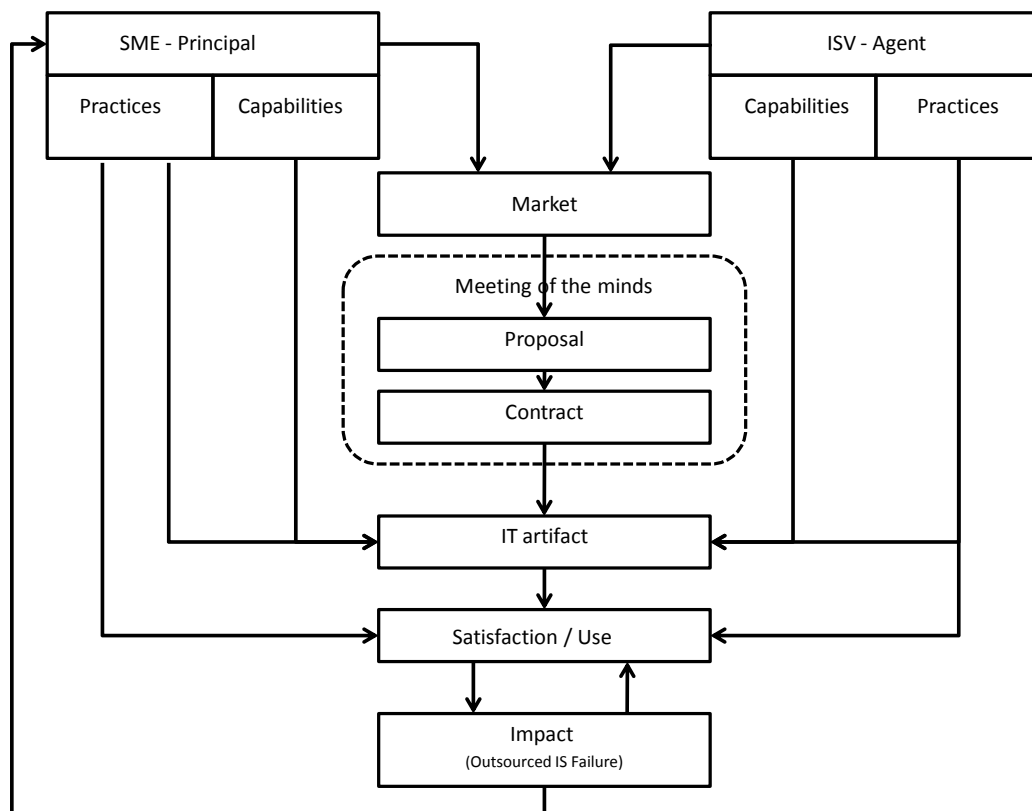 SME - Principal
ISV - Agent
Practices
Capabilities
Capabilities
Practices
Market
Meeting of the minds
Proposal
Contract
IT artifact
Satisfaction / Use
Impact
(Outsourced IS Failure)